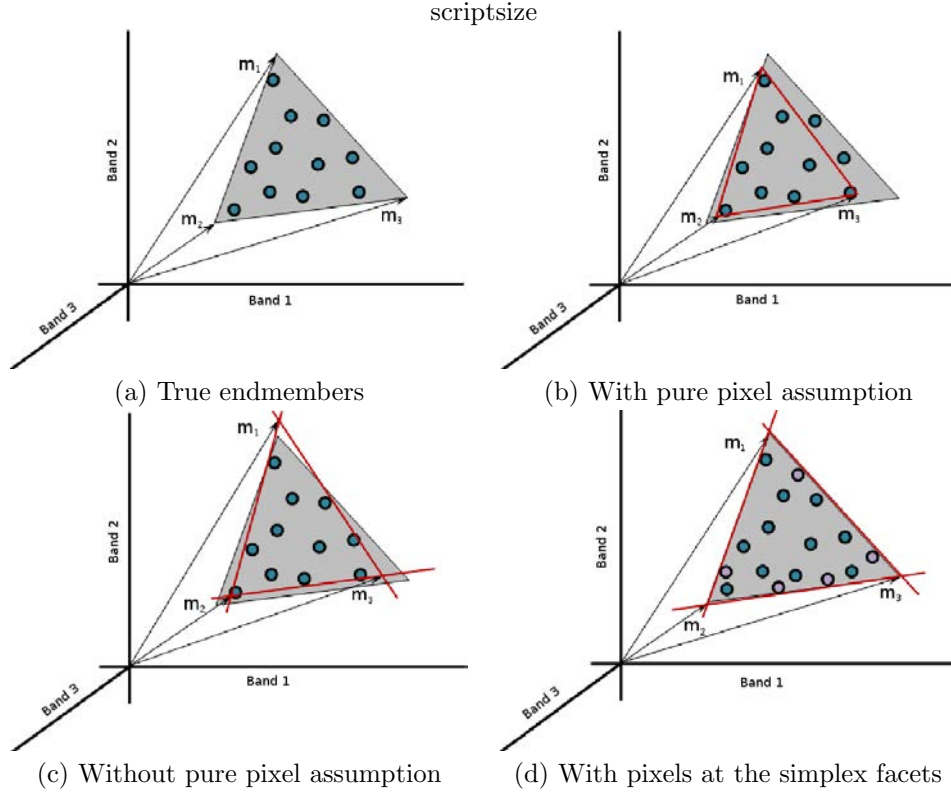 scriptsize
m₁
Band 2
m₂
m₃
Band 1
Band 3
(a) True endmembers
m₁
Band 2
m₂
m₃
Band 1
Band 3
(b) With pure pixel assumption
m₁
Band 2
m₂
m₃
Band 1
Band 3
(c) Without pure pixel assumption
m₁
Band 2
m₃
m₂
Band 1
Band 3
(d) With pixels at the simplex facets